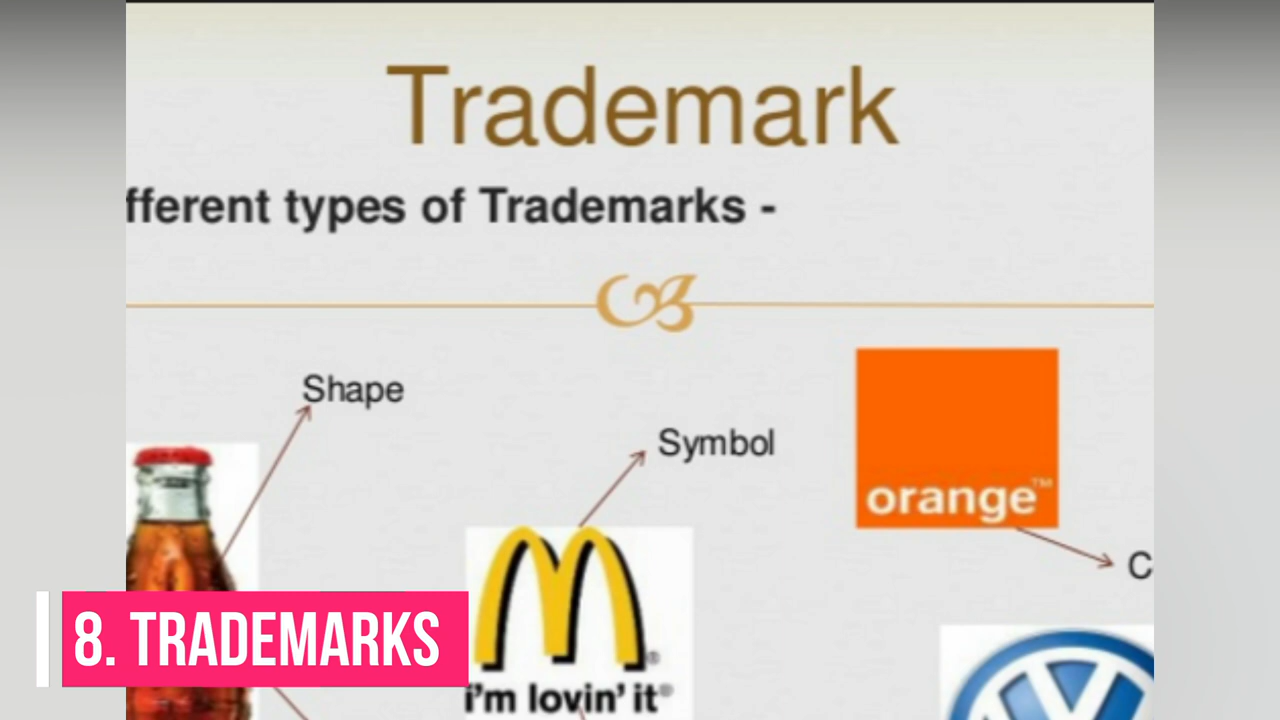 Trademark
fferent types of Trademarks -
Shape
Symbol
orange™
C
8. TRADEMARKS
i'm lovin' it®